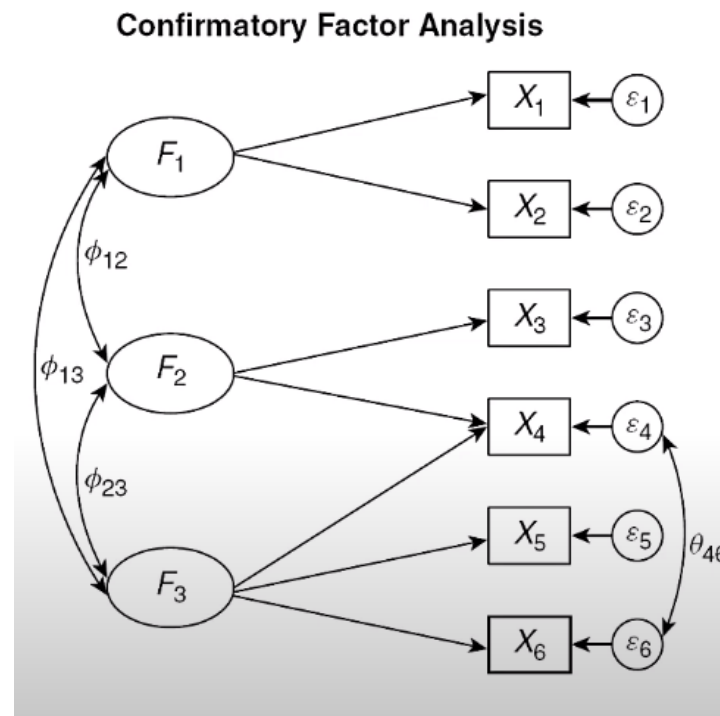 Confirmatory Factor Analysis
X₁
ε₁
F₁
X₂
ε₂
ϕ₁₂
X₃
ε₃
ϕ₁₃
F₂
X₄
ε₄
ϕ₂₃
X₅
ε₅
θ₄₆
F₃
X₆
ε₆